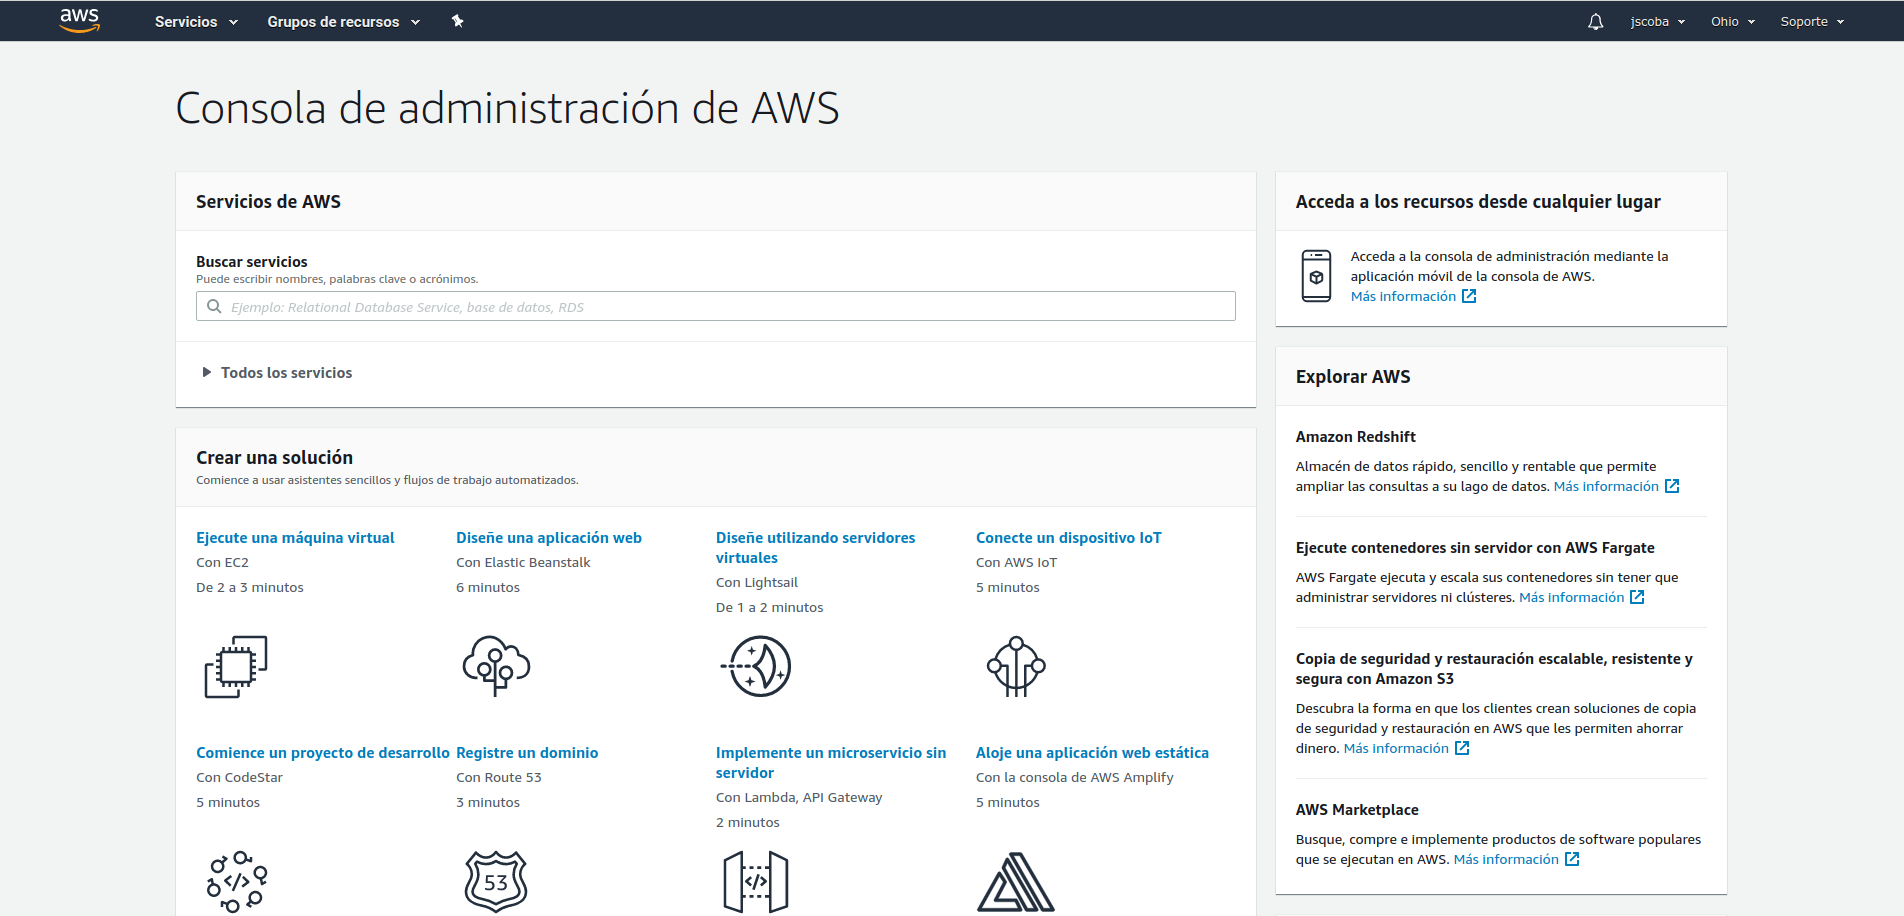 aws
Servicios
Grupos de recursos
jscoba
Ohio
Soporte
Consola de administración de AWS
Servicios de AWS
Buscar servicios
Puede escribir nombres, palabras clave o acrónimos.
Ejemplo: Relational Database Service, base de datos, RDS
Todos los servicios
Crear una solución
Comience a usar asistentes sencillos y flujos de trabajo automatizados.
Ejecute una máquina virtual
Con EC2
De 2 a 3 minutos
Diseñe una aplicación web
Con Elastic Beanstalk
6 minutos
Diseñe utilizando servidores
virtuales
Con Lightsail
De 1 a 2 minutos
Conecte un dispositivo IoT
Con AWS IoT
5 minutos
Comience un proyecto de desarrollo
Con CodeStar
5 minutos
Registre un dominio
Con Route 53
3 minutos
53
Implemente un microservicio sin
servidor
Con Lambda, API Gateway
2 minutos
Aloje una aplicación web estática
Con la consola de AWS Amplify
5 minutos
Acceda a los recursos desde cualquier lugar
Acceda a la consola de administración mediante la
aplicación móvil de la consola de AWS.
Más información
Explorar AWS
Amazon Redshift
Almacén de datos rápido, sencillo y rentable que permite
ampliar las consultas a su lago de datos. Más información
Ejecute contenedores sin servidor con AWS Fargate
AWS Fargate ejecuta y escala sus contenedores sin tener que
administrar servidores ni clústeres. Más información
Copia de seguridad y restauración escalable, resistente y
segura con Amazon S3
Descubra la forma en que los clientes crean soluciones de copia
de seguridad y restauración en AWS que les permiten ahorrar
dinero. Más información
AWS Marketplace
Busque, compre e implemente productos de software populares
que se ejecutan en AWS. Más información